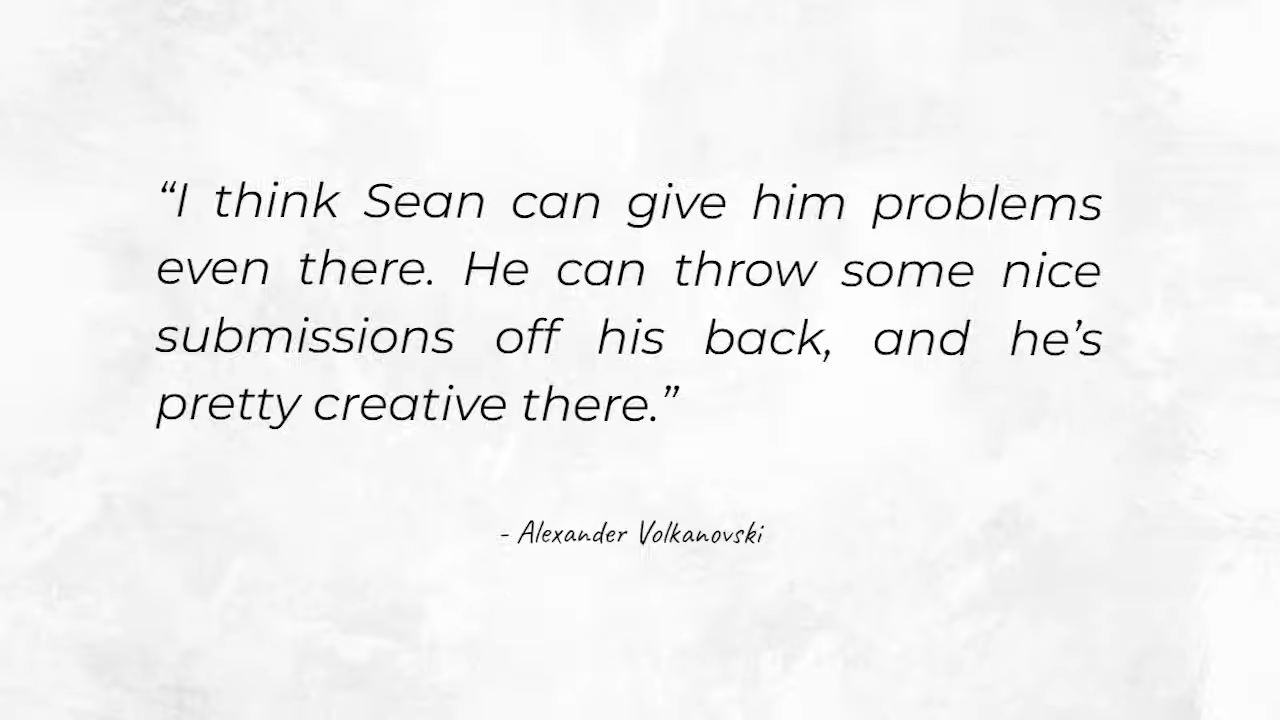 “I think Sean can give him problems
even there. He can throw some nice
submissions off his back, and he’s
pretty creative there.”
- Alexander Volkanovski